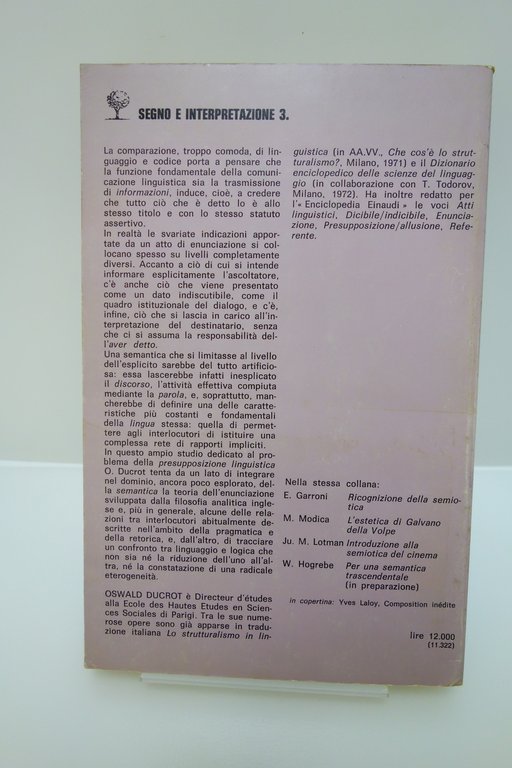 SEGNO E INTERPRETAZIONE 3.
La comparazione, troppo comoda, di lin-
guaggio e codice porta a pensare che
la funzione fondamentale della comuni-
cazione linguistica sia la trasmissione
di informazioni, induce, cioè, a credere
che tutto ciò che è detto lo è allo
stesso titolo e con lo stesso statuto
assertivo.
In realtà le svariate indicazioni appor-
tate da un atto di enunciazione si col-
locano spesso su livelli completamente
diversi. Accanto a ciò di cui si intende
informare esplicitamente l'ascoltatore,
c'è anche ciò che viene presentato
come un dato indiscutibile, come il
quadro istituzionale del dialogo, e c'è,
infine, ciò che si lascia in carico all'in-
terpretazione del destinatario, senza
che ci si assuma la responsabilità del-
l'aver detto.
Una semantica che si limitasse al livello
dell'esplicito sarebbe del tutto artificio-
sa: essa lascerebbe infatti inesplicato
il discorso, l'attività effettiva compiuta
mediante la parola, e, soprattutto, man-
cherebbe di definire una delle caratte-
ristiche più costanti e fondamentali
della lingua stessa: quella di permet-
tere agli interlocutori di istituire una
complessa rete di rapporti impliciti.
In questo ampio studio dedicato al pro-
blema della presupposizione linguistica
O. Ducrot tenta da un lato di integrare
nel dominio, ancora poco esplorato, del-
la semantica la teoria dell'enunciazione
sviluppata dalla filosofia analitica ingle-
se e, più in generale, alcune delle rela-
zioni tra interlocutori abitualmente de-
scritte nell'ambito della pragmatica e
della retorica, e, dall'altro, di tracciare
un confronto tra linguaggio e logica che
non sia né la riduzione dell'uno all'al-
tra, né la constatazione di una radicale
eterogeneità.
OSWALD DUCROT è Directeur d'études
alla Ecole des Hautes Etudes en Scien-
ces Sociales di Parigi. Tra le sue nume-
rose opere sono già apparse in tradu-
zione italiana Lo strutturalismo in lin-
guistica (in AA.VV., Che cos'è lo strut-
turalismo?, Milano, 1971) e il Dizionario
enciclopedico delle scienze del linguag-
gio (in collaborazione con T. Todorov,
Milano, 1972). Ha inoltre redatto per
l'« Enciclopedia Einaudi » le voci Atti
linguistici, Dicibile/indicibile, Enuncia-
zione, Presupposizione/allusione, Refe-
rente.
Nella stessa collana:
E. Garroni Ricognizione della semio-
tica
M. Modica L'estetica di Galvano
della Volpe
Ju. M. Lotman Introduzione alla
semiotica del cinema
W. Hogrebe Per una semantica
trascendentale
(in preparazione)
in copertina: Yves Laloy, Composition inédite
lire 12.000
(11.322)